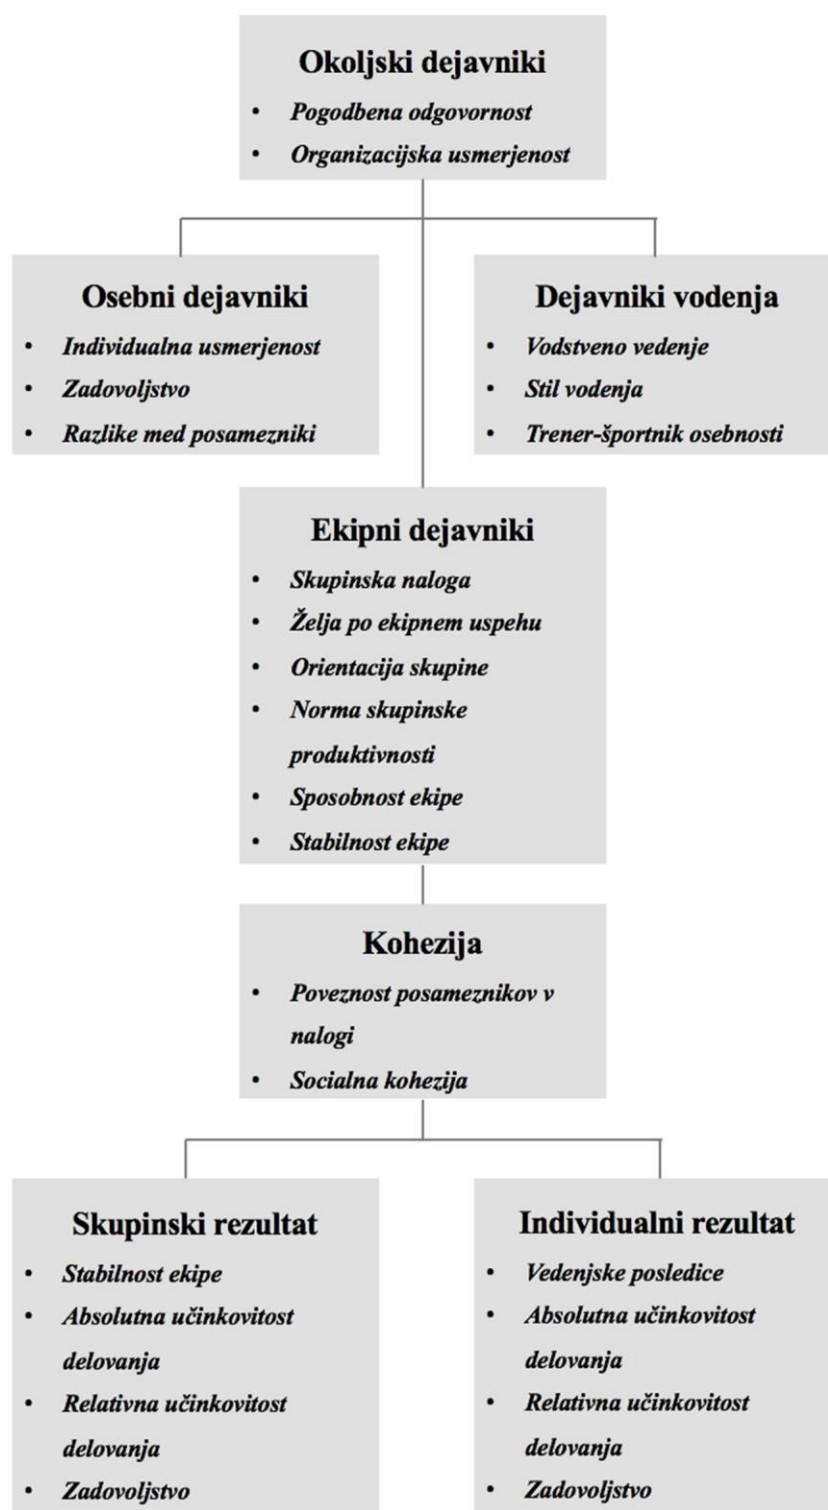 Okoljski dejavniki
• Pogodbena odgovornost
• Organizacijska usmerjenost
Osebni dejavniki
• Individualna usmerjenost
• Zadovoljstvo
• Razlike med posamezniki
Dejavniki vodenja
• Vodstveno vedenje
• Stil vodenja
• Trener-športnik osebnosti
Ekipni dejavniki
• Skupinska naloga
• Želja po ekipnem uspehu
• Orientacija skupine
• Norma skupinske
produktivnosti
• Sposobnost ekipe
• Stabilnost ekipe
Kohezija
• Poveznost posameznikov v
nalogi
• Socialna kohezija
Skupinski rezultat
• Stabilnost ekipe
• Absolutna učinkovitost
delovanja
• Relativna učinkovitost
delovanja
• Zadovoljstvo
Individualni rezultat
• Vedenjske posledice
• Absolutna učinkovitost
delovanja
• Relativna učinkovitost
delovanja
• Zadovoljstvo